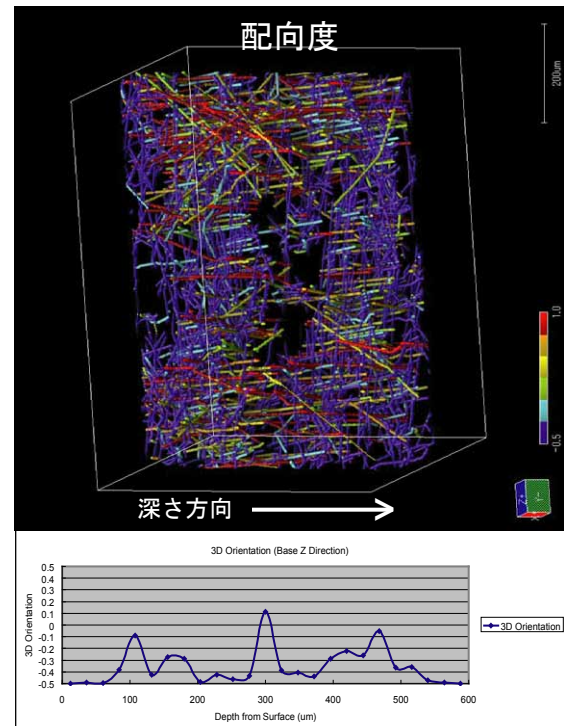 配向度
200um
1.0
-0.5
深さ方向
3D Orientation (Base Z Direction)
0.5
0.4
0.3
0.2
0.1
0
-0.1
-0.2
-0.3
-0.4
-0.5
3D Orientation
0 100 200 300 400 500 600
Depth from Surface (um)
3D Orientation